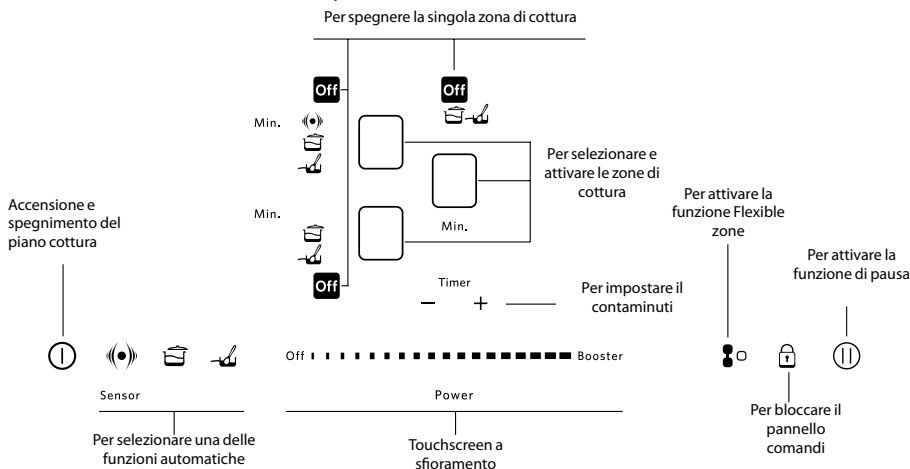 Per spegnere la singola zona di cottura
Off
Off
Min.
Per selezionare e
attivare le zone di
cottura
Min.
Min.
Off
Accensione e
spegnimento del
piano cottura
Per attivare la
funzione Flexible
zone
Per attivare la
funzione di pausa
Timer
− +
Per impostare il
contaminuti
Off
Booster
Sensor
Power
Per selezionare una delle
funzioni automatiche
Touchscreen a
sfioramento
Per bloccare il
pannello
comandi